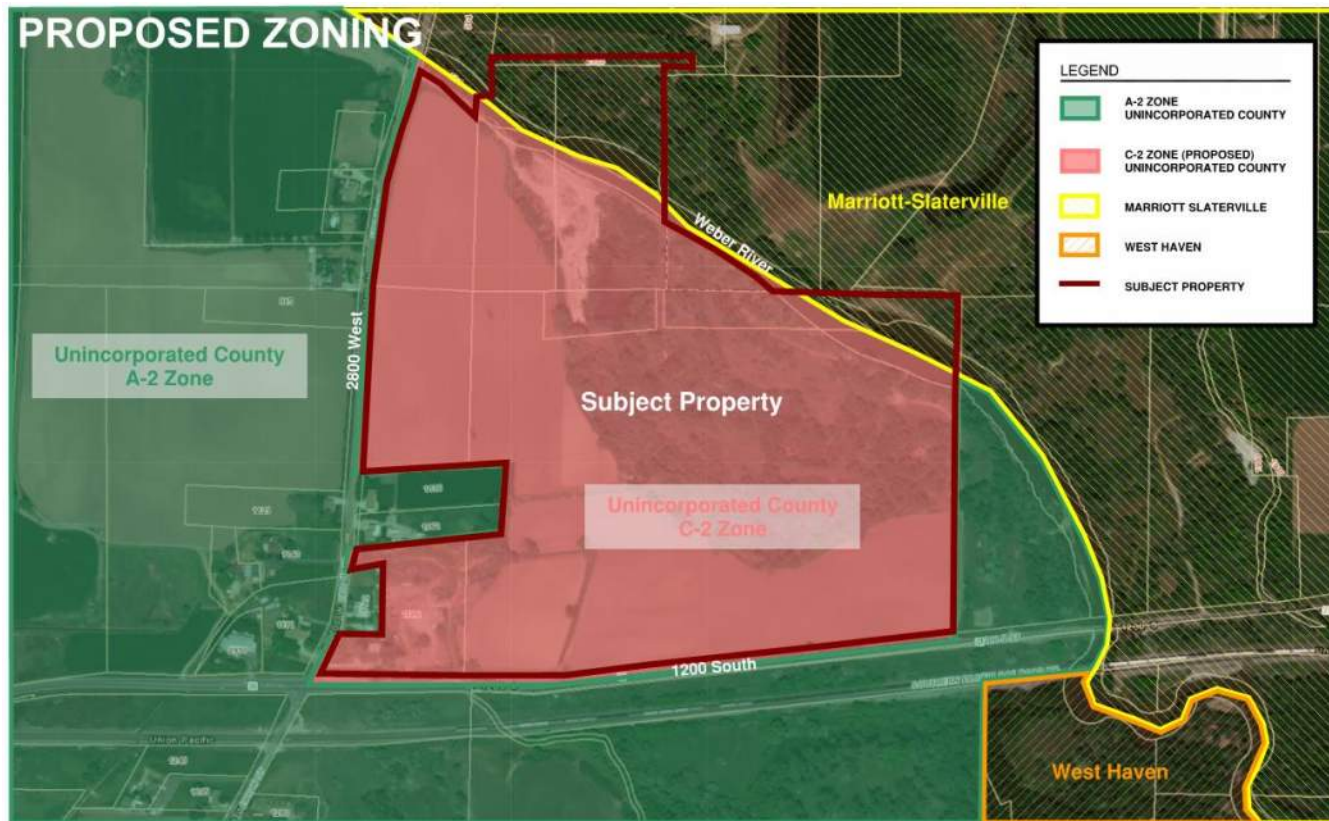 PROPOSED ZONING
LEGEND
A-2 ZONE
UNINCORPORATED COUNTY
C-2 ZONE (PROPOSED)
UNINCORPORATED COUNTY
MARRIOTT SLATERVILLE
WEST HAVEN
SUBJECT PROPERTY
Marriott-Slaterville
Weber River
2800 West
Unincorporated County
A-2 Zone
Subject Property
Unincorporated County
C-2 Zone
1200 South
Union Pacific
West Haven